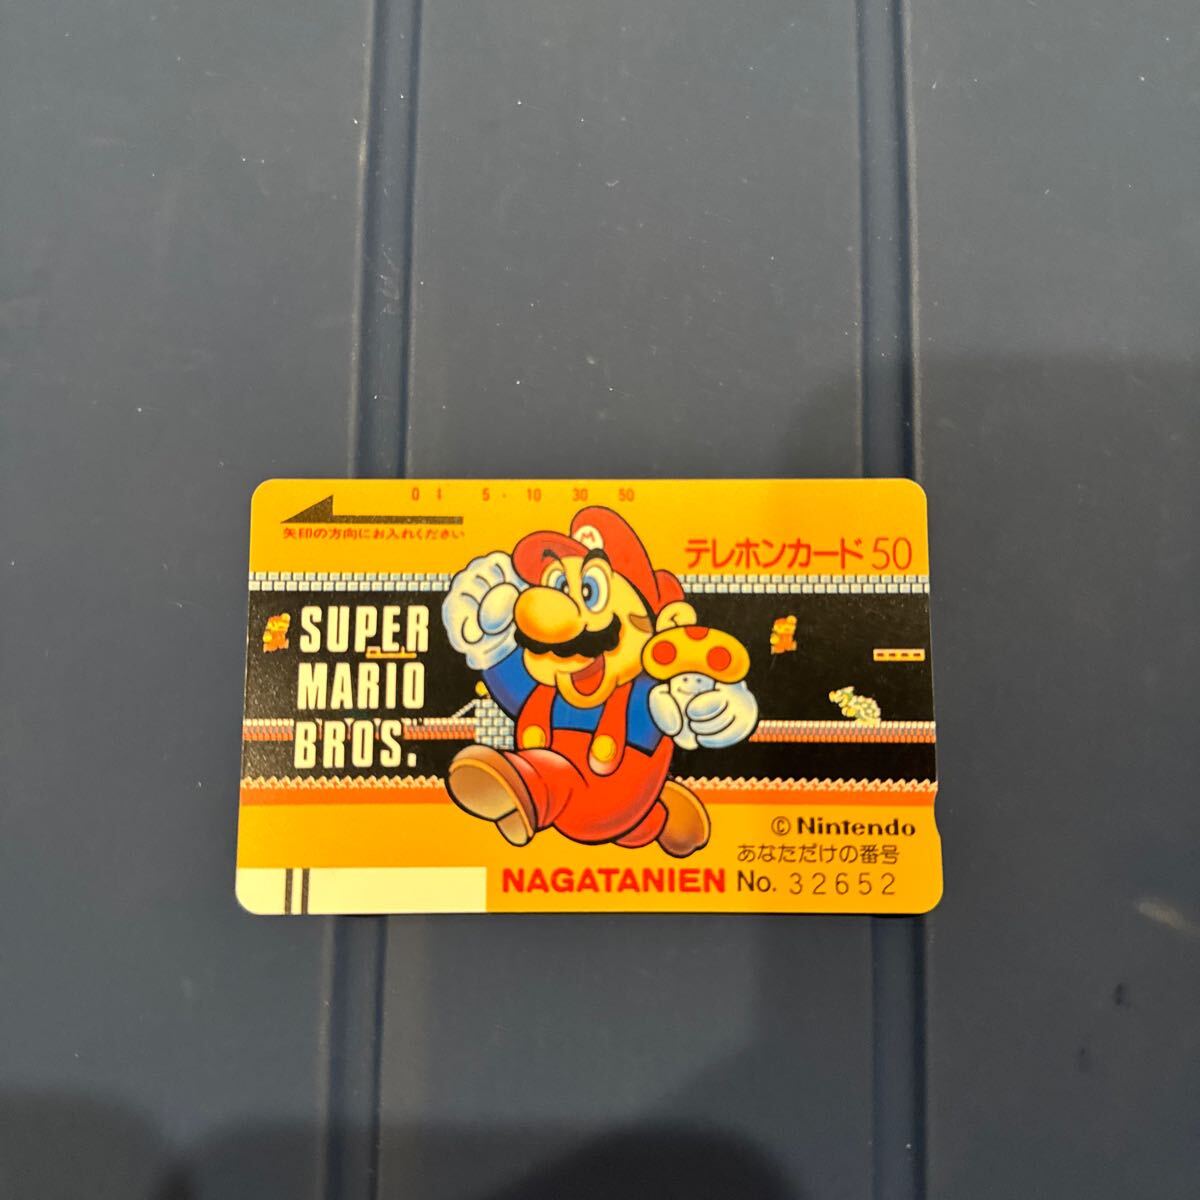 0 1 5・10 30 50
矢印の方向にお入れください
テレホンカード50
M
SUPER
MARIO
BROS.
©Nintendo
あなただけの番号
NAGATANIEN No. 32652